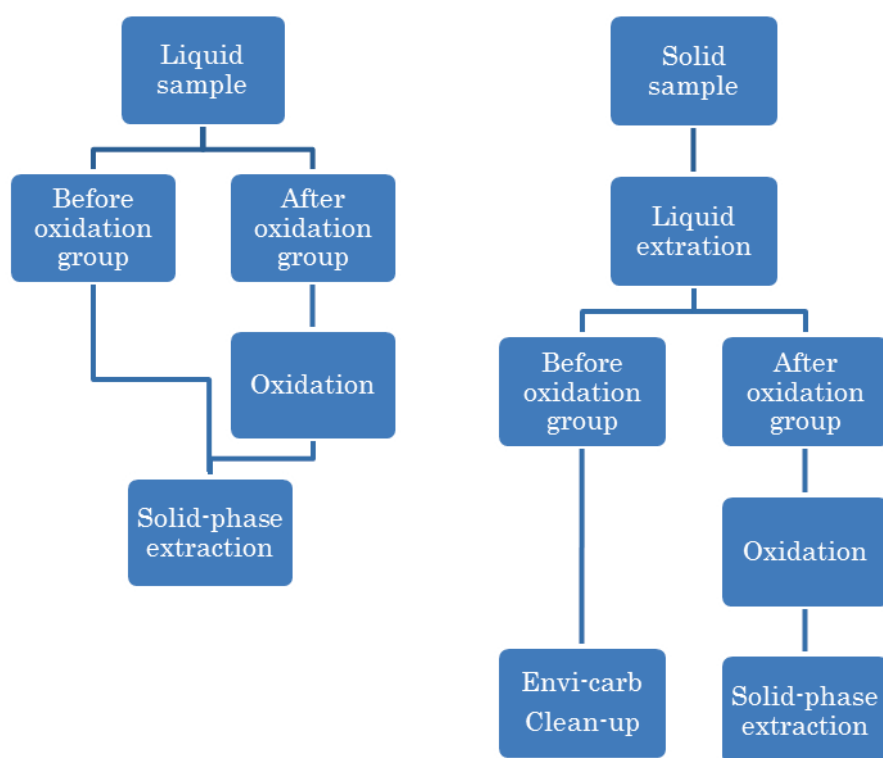 Liquid
sample
Before
oxidation
group
After
oxidation
group
Oxidation
Solid-phase
extraction
Solid
sample
Liquid
extration
Before
oxidation
group
After
oxidation
group
Oxidation
Envi-carb
Clean-up
Solid-phase
extraction